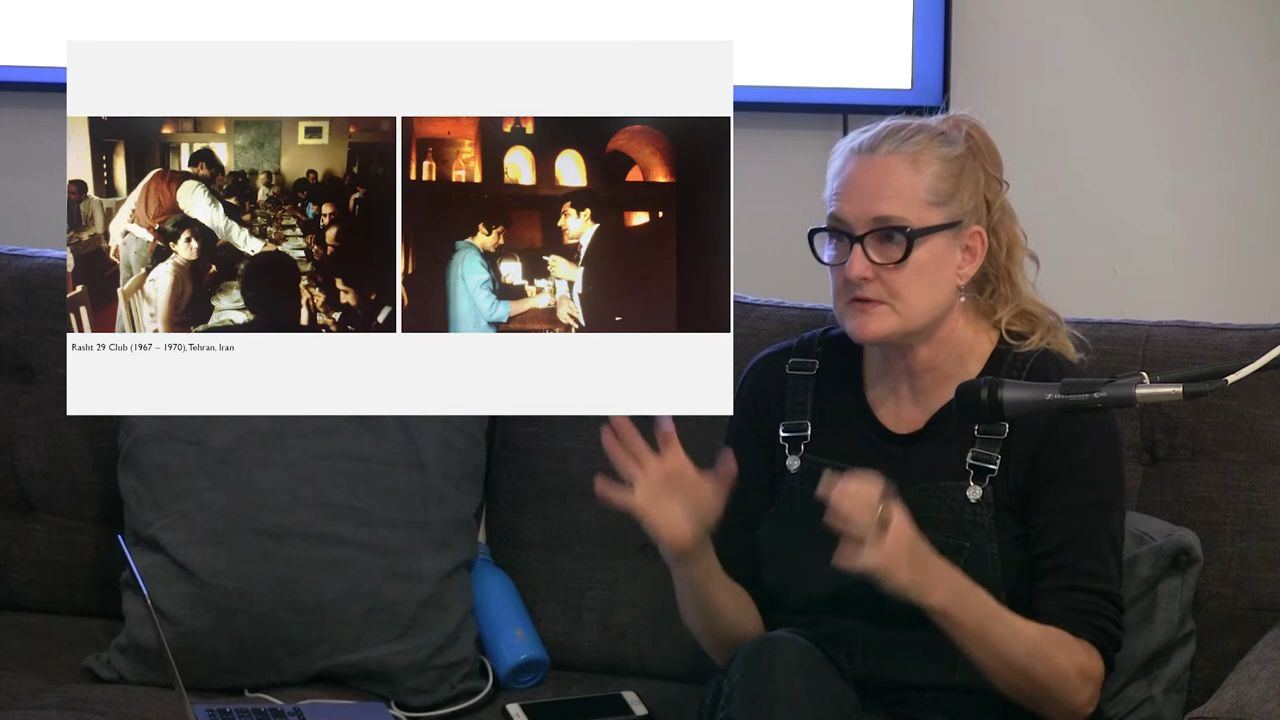 Rasht 29 Club (1967 – 1970), Tehran, Iran